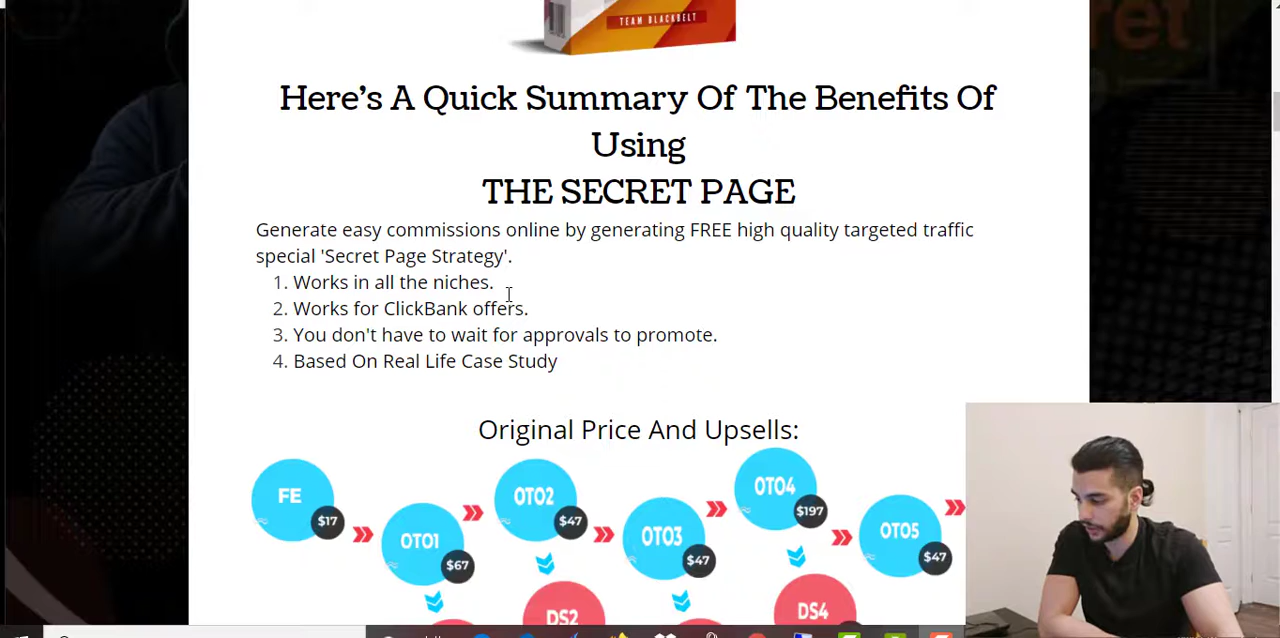 ret
TEAM BLACKBELT
Here's A Quick Summary Of The Benefits Of
Using
THE SECRET PAGE
Generate easy commissions online by generating FREE high quality targeted traffic
special 'Secret Page Strategy'.
1. Works in all the niches.
2. Works for ClickBank offers.
3. You don't have to wait for approvals to promote.
4. Based On Real Life Case Study
Original Price And Upsells:
FE
$17
OTO1
$67
OTO2
$47
OTO3
$47
OTO4
$197
OTO5
$47
DS2
DS4